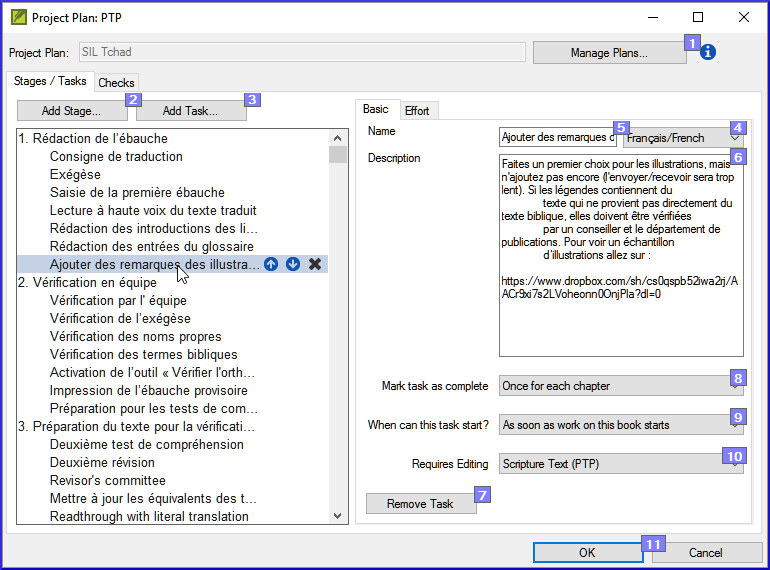 Project Plan: PTP
Project Plan: SIL Tchad Manage Plans... 1
Stages / Tasks Checks
Add Stage... 2 Add Task... 3
1. Rédaction de l'ébauche
Consigne de traduction
Exégèse
Saisie de la première ébauche
Lecture à haute voix du texte traduit
Rédaction des introductions des li...
Rédaction des entrées du glossaire
Ajouter des remarques des illustra...
2. Vérification en équipe
Vérification par l' équipe
Vérification de l'exégèse
Vérification des noms propres
Vérification des termes bibliques
Activation de l'outil « Vérifier l'orth...
Impression de l'ébauche provisoire
Préparation pour les tests de com...
3. Préparation du texte pour la vérificati...
Deuxième test de compréhension
Deuxième révision
Revisor's committee
Mettre à jour les équivalents des t...
Readthrough with literal translation
Basic Effort
Name Ajouter des remarques d 5 Français/French 4
Description 6
Faites un premier choix pour les illustrations, mais
n'ajoutez pas encore (l'envoyer/recevoir sera trop
lent). Si les légendes contiennent du
texte qui ne provient pas directement du
texte biblique, elles doivent être vérifiées
par un conseiller et le département de
publications. Pour voir un échantillon
d'illustrations allez sur :
https://www.dropbox.com/sh/cs0qspb52iwa2rj/A
ACr9xi7s2LVoheonn0OnjPla?dl=0
Mark task as complete Once for each chapter 8
When can this task start? As soon as work on this book starts 9
Requires Editing Scripture Text (PTP) 10
Remove Task 7
OK 11 Cancel